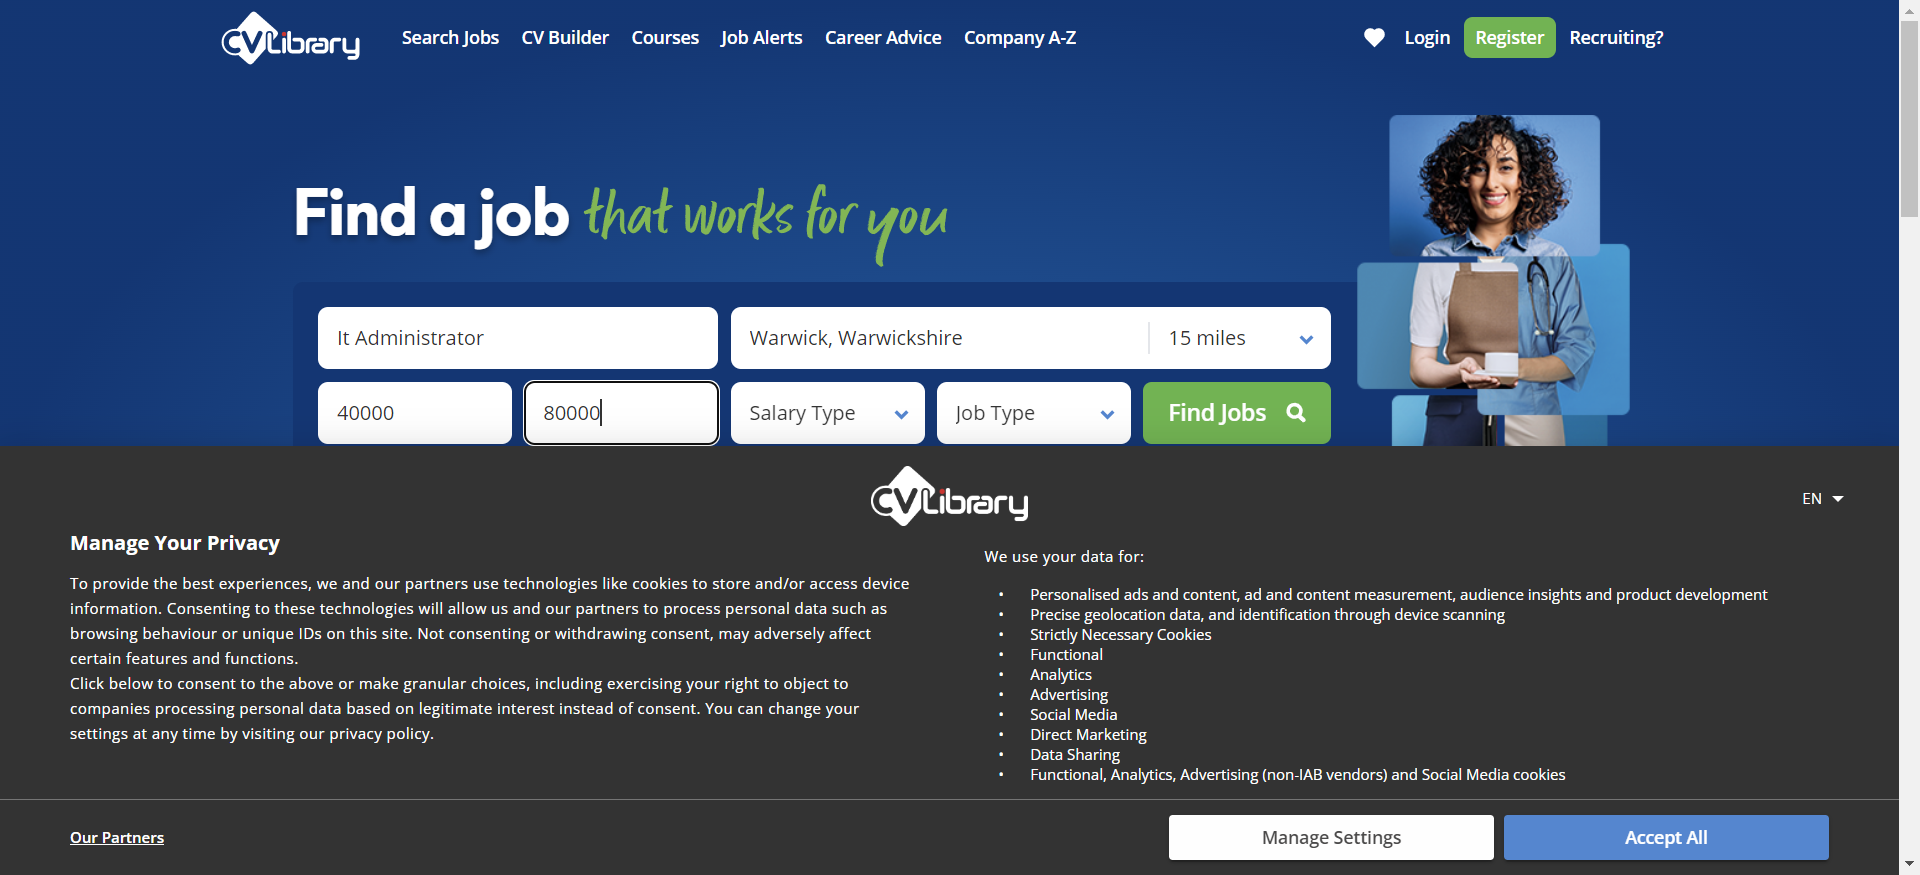 CVLibrary
Search Jobs
CV Builder
Courses
Job Alerts
Career Advice
Company A-Z
Login
Register
Recruiting?
Find a job that works for you
It Administrator
Warwick, Warwickshire
15 miles
40000
80000
Salary Type
Job Type
Find Jobs
CVLibrary
EN
Manage Your Privacy
To provide the best experiences, we and our partners use technologies like cookies to store and/or access device
information. Consenting to these technologies will allow us and our partners to process personal data such as
browsing behaviour or unique IDs on this site. Not consenting or withdrawing consent, may adversely affect
certain features and functions.
Click below to consent to the above or make granular choices, including exercising your right to object to
companies processing personal data based on legitimate interest instead of consent. You can change your
settings at any time by visiting our privacy policy.
We use your data for:
• Personalised ads and content, ad and content measurement, audience insights and product development
• Precise geolocation data, and identification through device scanning
• Strictly Necessary Cookies
• Functional
• Analytics
• Advertising
• Social Media
• Direct Marketing
• Data Sharing
• Functional, Analytics, Advertising (non-IAB vendors) and Social Media cookies
Our Partners
Manage Settings
Accept All